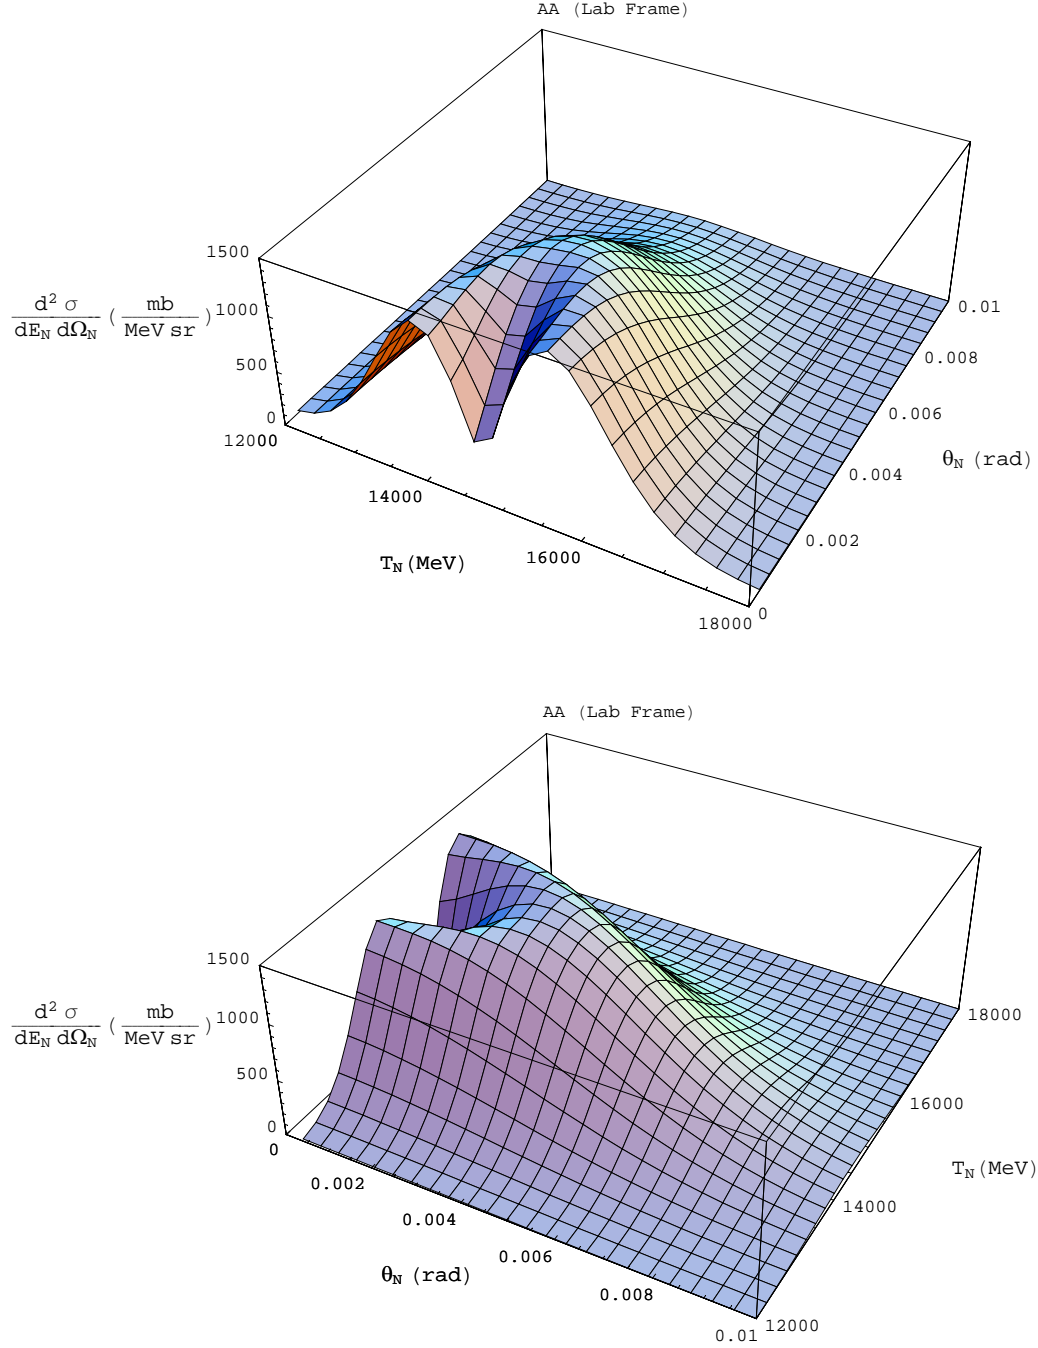 AA (Lab Frame)
1500
1000
500
0
d² σ
dE_N dΩ_N
( mb
MeV sr )
12000
14000
16000
18000
T_N (MeV)
0
0.002
0.004
0.006
0.008
0.01
θ_N (rad)
AA (Lab Frame)
1500
1000
500
0
d² σ
dE_N dΩ_N
( mb
MeV sr )
0
0.002
0.004
0.006
0.008
0.01
θ_N (rad)
12000
14000
16000
18000
T_N (MeV)